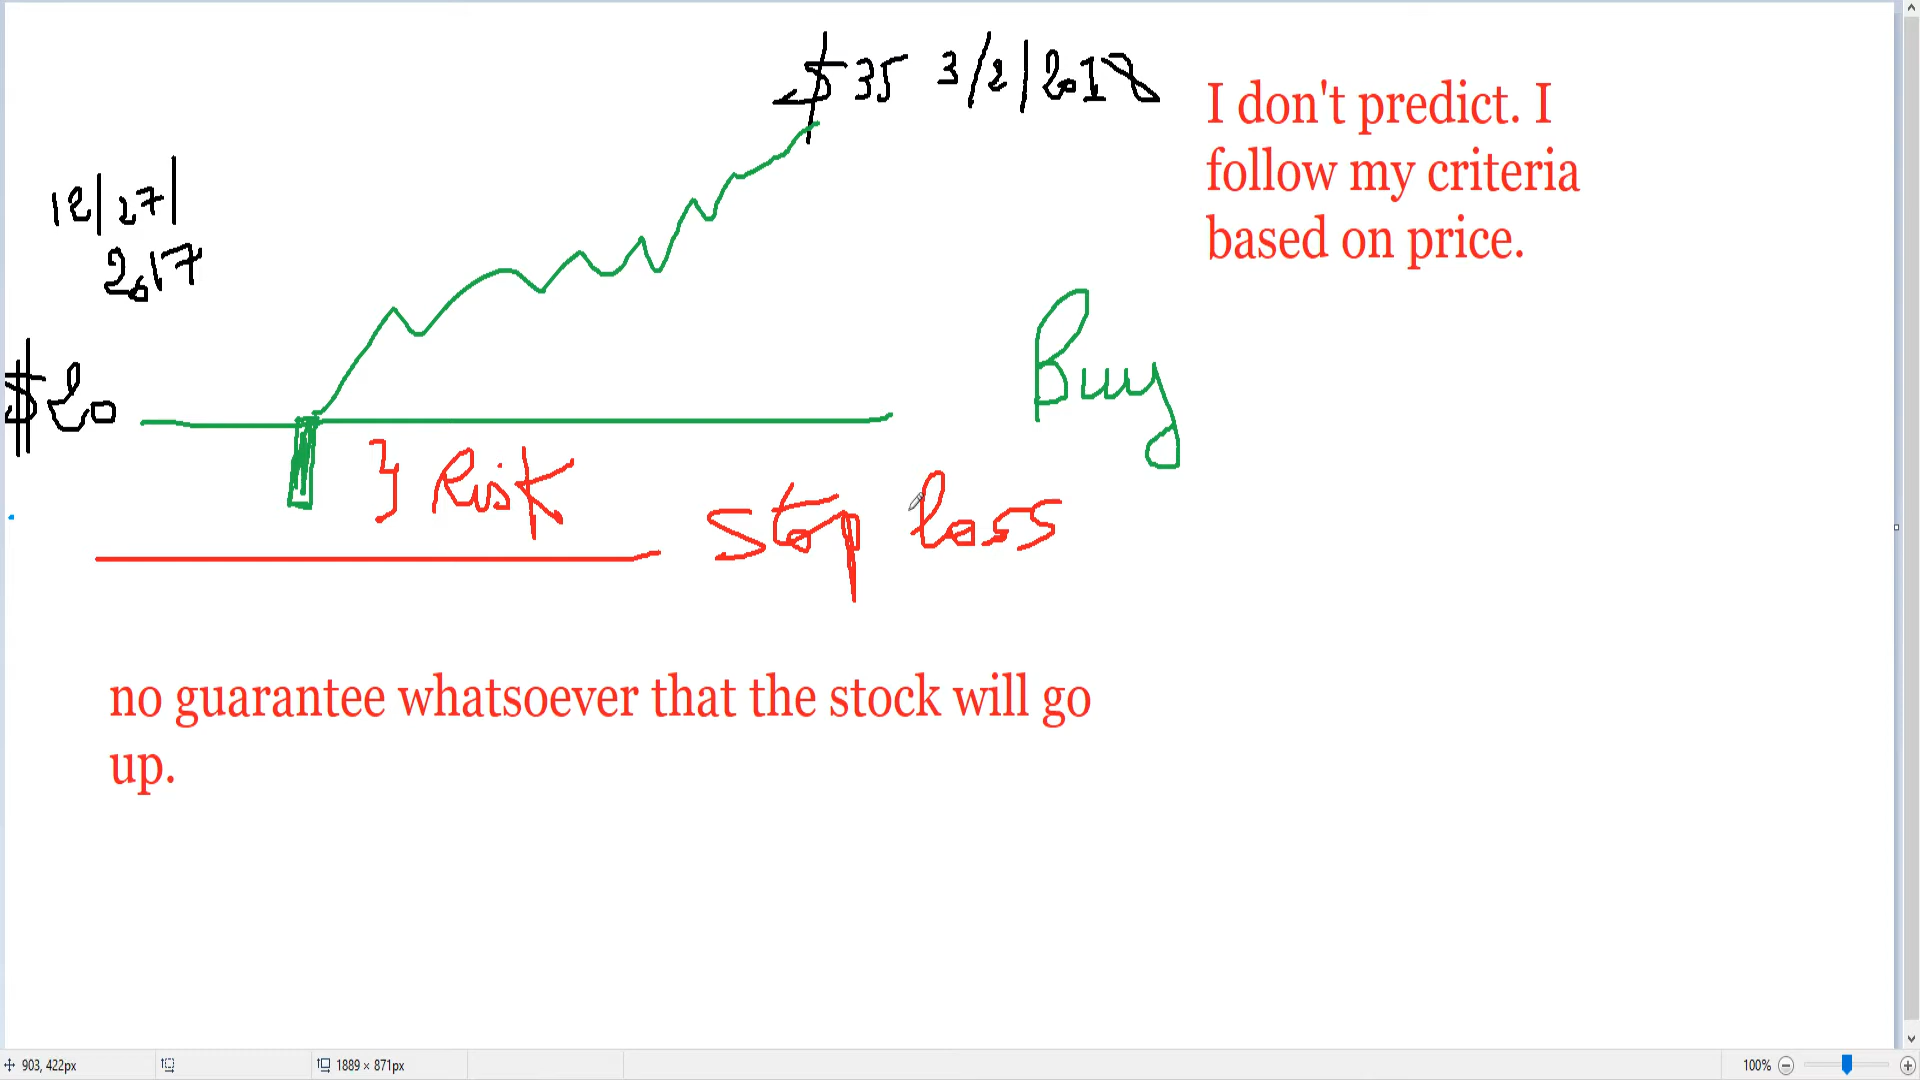 $35 3/2/2018
I don't predict. I
follow my criteria
based on price.
12/27/
2017
$20
Buy
} Risk
Stop loss
no guarantee whatsoever that the stock will go
up.
903, 422px
1889 × 871px
100%